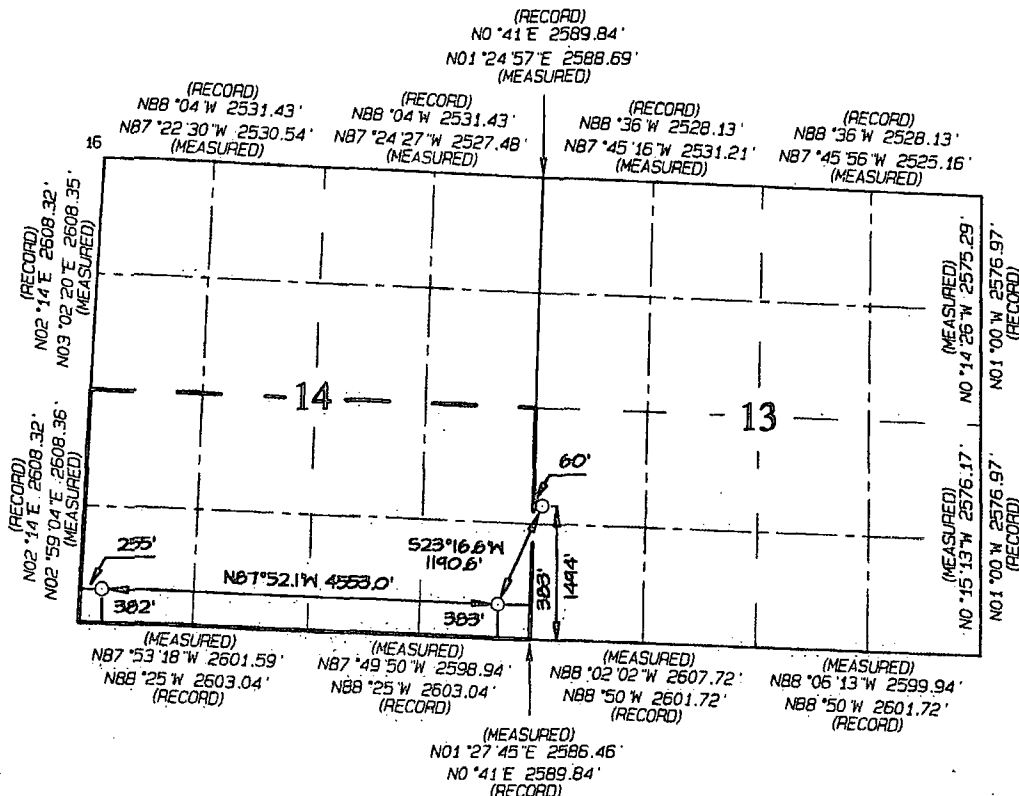 (RECORD)
N0 °41'E 2589.84'
N01 °24'57"E 2588.69'
(MEASURED)
(RECORD)
N88 °04'W 2531.43'
N87 °22'30"W 2530.54'
(MEASURED)
(RECORD)
N88 °04'W 2531.43'
N87 °24'27"W 2527.48'
(MEASURED)
(RECORD)
N88 °36'W 2528.13'
N87 °45'16"W 2531.21'
(MEASURED)
(RECORD)
N88 °36'W 2528.13'
N87 °45'56"W 2525.16'
(MEASURED)
16
(RECORD)
N02 °14'E 2608.32'
N03 °02'20"E 2608.35'
(MEASURED)
(RECORD)
N02 °14'E 2608.32'
N02 °59'04"E 2608.36'
(MEASURED)
14
13
(MEASURED)
N0 °14'26"W 2575.29'
N01 °00'W 2576.97'
(RECORD)
(MEASURED)
N0 °15'13"W 2576.17'
N01 °00'W 2576.97'
(RECORD)
60'
S23°16.8'W
1190.6'
383'
1494'
255'
N87°52.1'W 4553.0'
382'
383'
(MEASURED)
N87 °53'18"W 2601.59'
N88 °25'W 2603.04'
(RECORD)
(MEASURED)
N87 °49'50"W 2598.94'
N88 °25'W 2603.04'
(RECORD)
(MEASURED)
N88 °02'02"W 2607.72'
N88 °50'W 2601.72'
(RECORD)
(MEASURED)
N88 °06'13"W 2599.94'
N88 °50'W 2601.72'
(RECORD)
(MEASURED)
N01 °27'45"E 2586.46'
N0 °41'E 2589.84'
(RECORD)